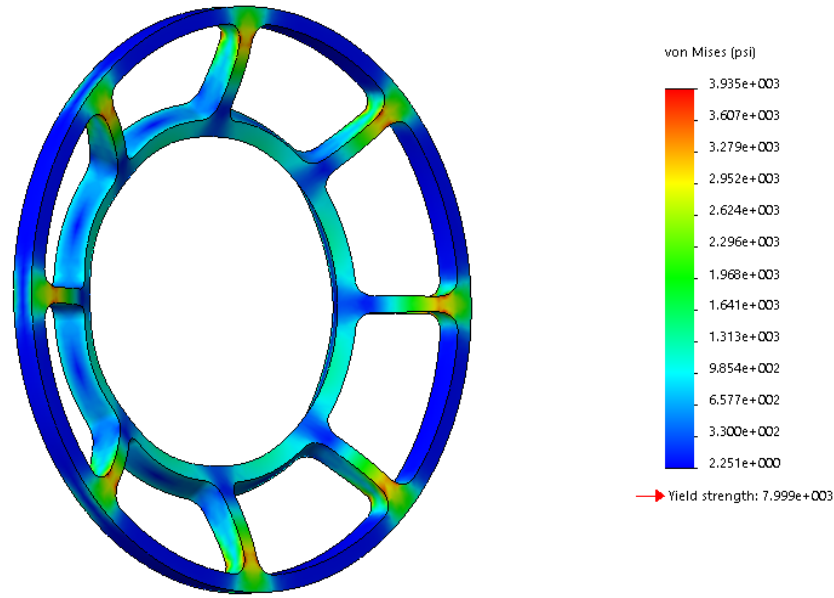 von Mises (psi)
3.935e+003
3.607e+003
3.279e+003
2.952e+003
2.624e+003
2.296e+003
1.968e+003
1.641e+003
1.313e+003
9.854e+002
6.577e+002
3.300e+002
2.251e+000
Yield strength: 7.999e+003